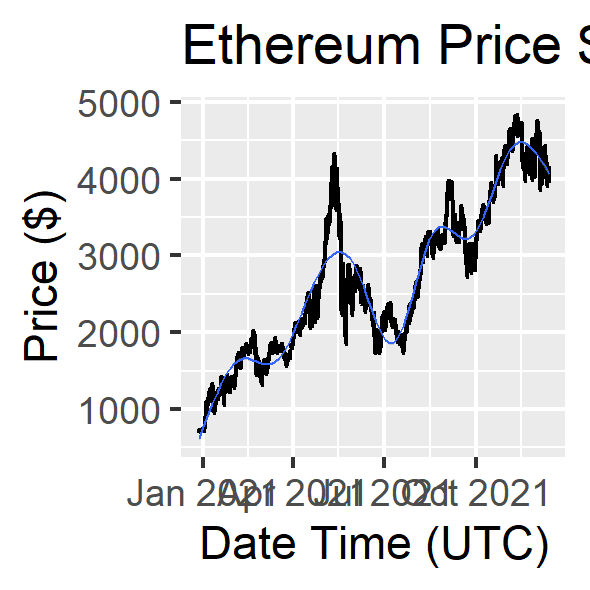 Ethereum Price S
Price ($)
5000
4000
3000
2000
1000
Jan 2021 Apr 2021 Jul 2021 Oct 2021
Date Time (UTC)